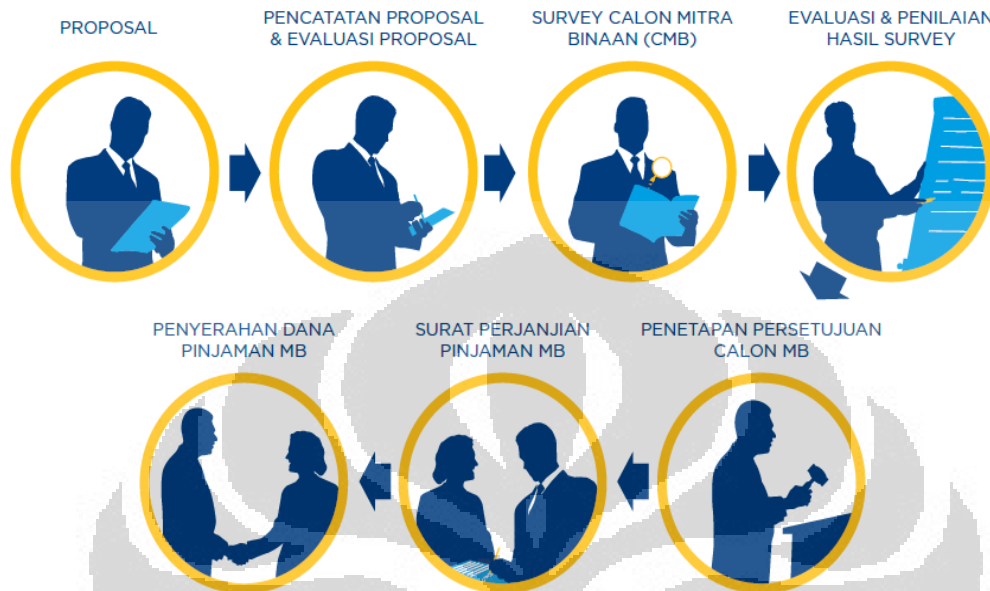 PROPOSAL
PENCATATAN PROPOSAL
& EVALUASI PROPOSAL
SURVEY CALON MITRA
BINAAN (CMB)
EVALUASI & PENILAIAN
HASIL SURVEY
PENETAPAN PERSETUJUAN
CALON MB
SURAT PERJANJIAN
PINJAMAN MB
PENYERAHAN DANA
PINJAMAN MB